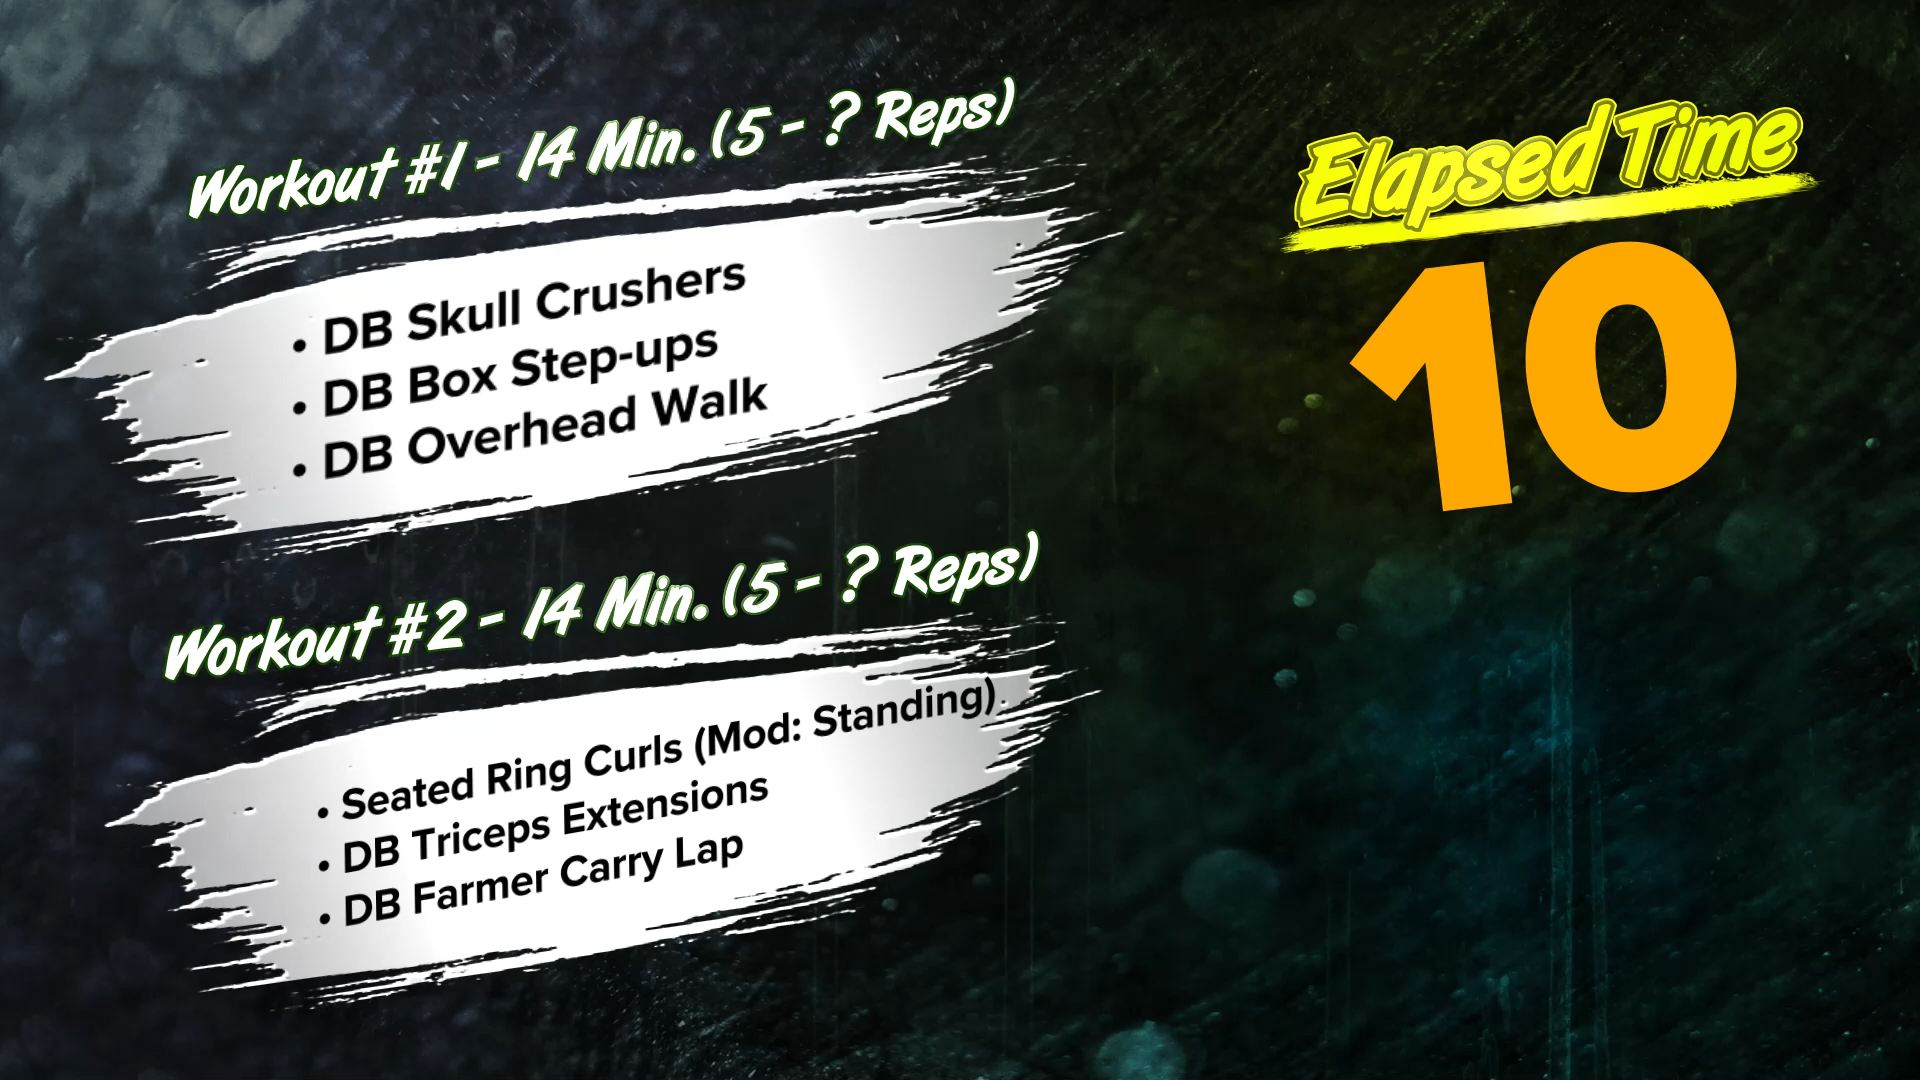 Workout #1 - 14 Min. (5 - ? Reps)
• DB Skull Crushers
• DB Box Step-ups
• DB Overhead Walk
Workout #2 - 14 Min. (5 - ? Reps)
• Seated Ring Curls (Mod: Standing)
• DB Triceps Extensions
• DB Farmer Carry Lap
Elapsed Time
10